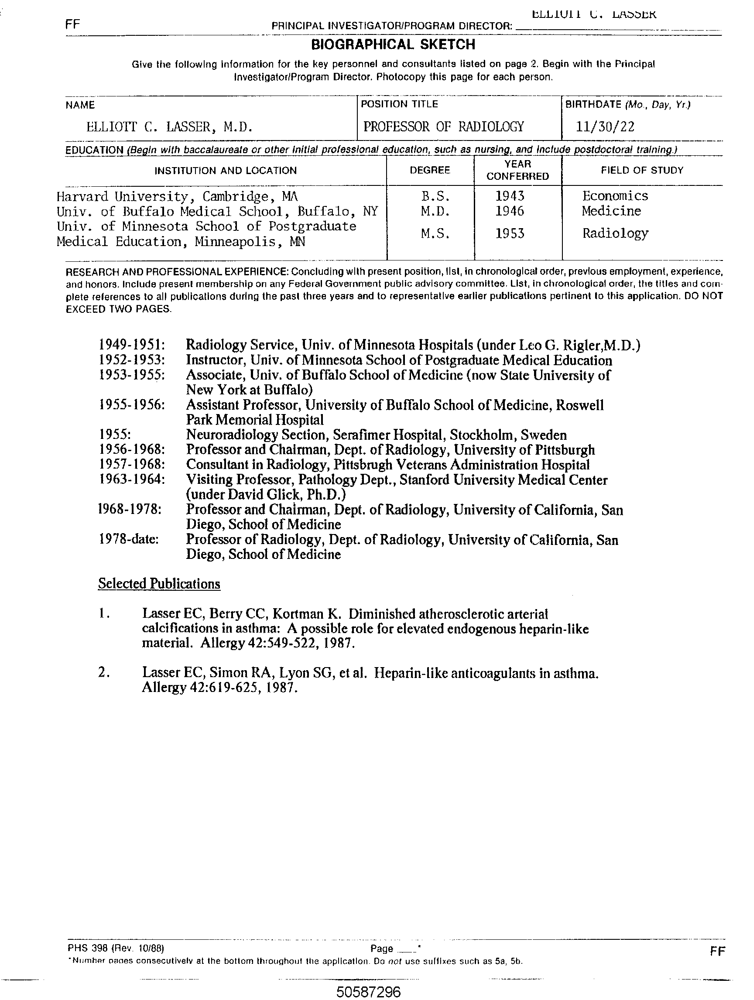 ELLIOTT C. LASSER
FF
PRINCIPAL INVESTIGATOR/PROGRAM DIRECTOR:
BIOGRAPHICAL SKETCH
Give the following information for the key personnel and consultants listed on page 2. Begin with the Principal
Investigator/Program Director. Photocopy this page for each person.
NAME POSITION TITLE BIRTHDATE (Mo., Day, Yr.)
ELLIOTT C. LASSER, M.D. PROFESSOR OF RADIOLOGY 11/30/22
EDUCATION (Begin with baccalaureate or other initial professional education, such as nursing, and include postdoctoral training.)
INSTITUTION AND LOCATION DEGREE YEAR CONFERRED FIELD OF STUDY
Harvard University, Cambridge, MA B.S. 1943 Economics
Univ. of Buffalo Medical School, Buffalo, NY M.D. 1946 Medicine
Univ. of Minnesota School of Postgraduate
Medical Education, Minneapolis, MN M.S. 1953 Radiology
RESEARCH AND PROFESSIONAL EXPERIENCE: Concluding with present position, list, in chronological order, previous employment, experience,
and honors. Include present membership on any Federal Government public advisory committee. List, in chronological order, the titles and com-
plete references to all publications during the past three years and to representative earlier publications pertinent to this application. DO NOT
EXCEED TWO PAGES.
1949-1951: Radiology Service, Univ. of Minnesota Hospitals (under Leo G. Rigler,M.D.)
1952-1953: Instructor, Univ. of Minnesota School of Postgraduate Medical Education
1953-1955: Associate, Univ. of Buffalo School of Medicine (now State University of
New York at Buffalo)
1955-1956: Assistant Professor, University of Buffalo School of Medicine, Roswell
Park Memorial Hospital
1955: Neuroradiology Section, Serafimer Hospital, Stockholm, Sweden
1956-1968: Professor and Chairman, Dept. of Radiology, University of Pittsburgh
1957-1968: Consultant in Radiology, Pittsbrugh Veterans Administration Hospital
1963-1964: Visiting Professor, Pathology Dept., Stanford University Medical Center
(under David Glick, Ph.D.)
1968-1978: Professor and Chairman, Dept. of Radiology, University of California, San
Diego, School of Medicine
1978-date: Professor of Radiology, Dept. of Radiology, University of California, San
Diego, School of Medicine
Selected Publications
1. Lasser EC, Berry CC, Kortman K. Diminished atherosclerotic arterial
calcifications in asthma: A possible role for elevated endogenous heparin-like
material. Allergy 42:549-522, 1987.
2. Lasser EC, Simon RA, Lyon SG, et al. Heparin-like anticoagulants in asthma.
Allergy 42:619-625, 1987.
PHS 398 (Rev. 10/88) Page ___* FF
*Number pages consecutively at the bottom throughout the application. Do not use suffixes such as 5a, 5b.
50587296